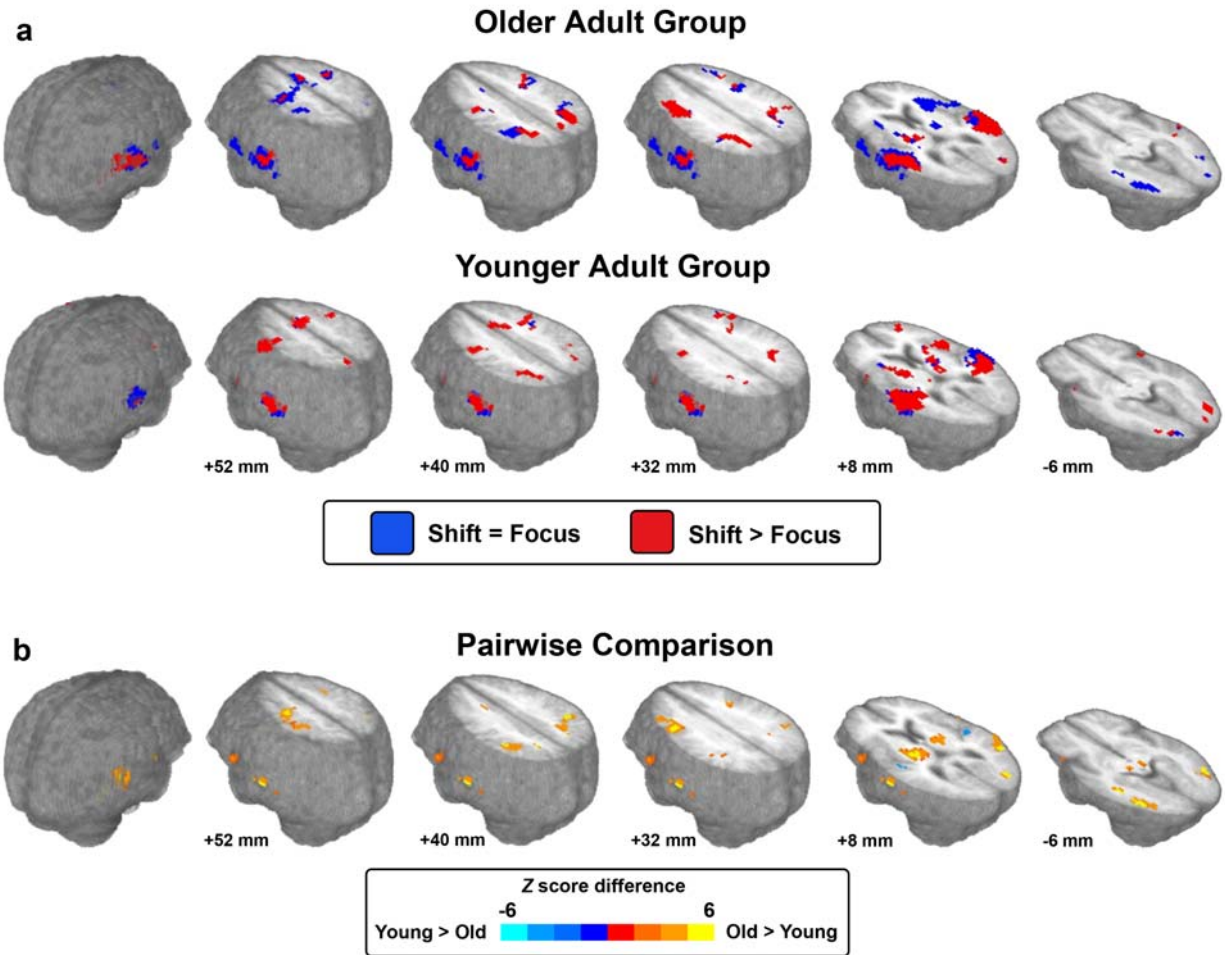 a
Older Adult Group
Younger Adult Group
+52 mm +40 mm +32 mm +8 mm -6 mm
Shift = Focus Shift > Focus
b
Pairwise Comparison
+52 mm +40 mm +32 mm +8 mm -6 mm
Z score difference
-6 6
Young > Old Old > Young